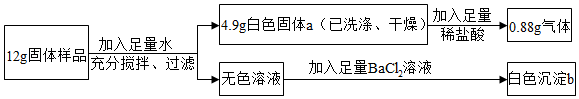 12g固体样品
加入足量水
充分搅拌、过滤
4.9g白色固体a（已洗涤、干燥）
加入足量
稀盐酸
0.88g气体
无色溶液
加入足量BaCl₂溶液
白色沉淀b